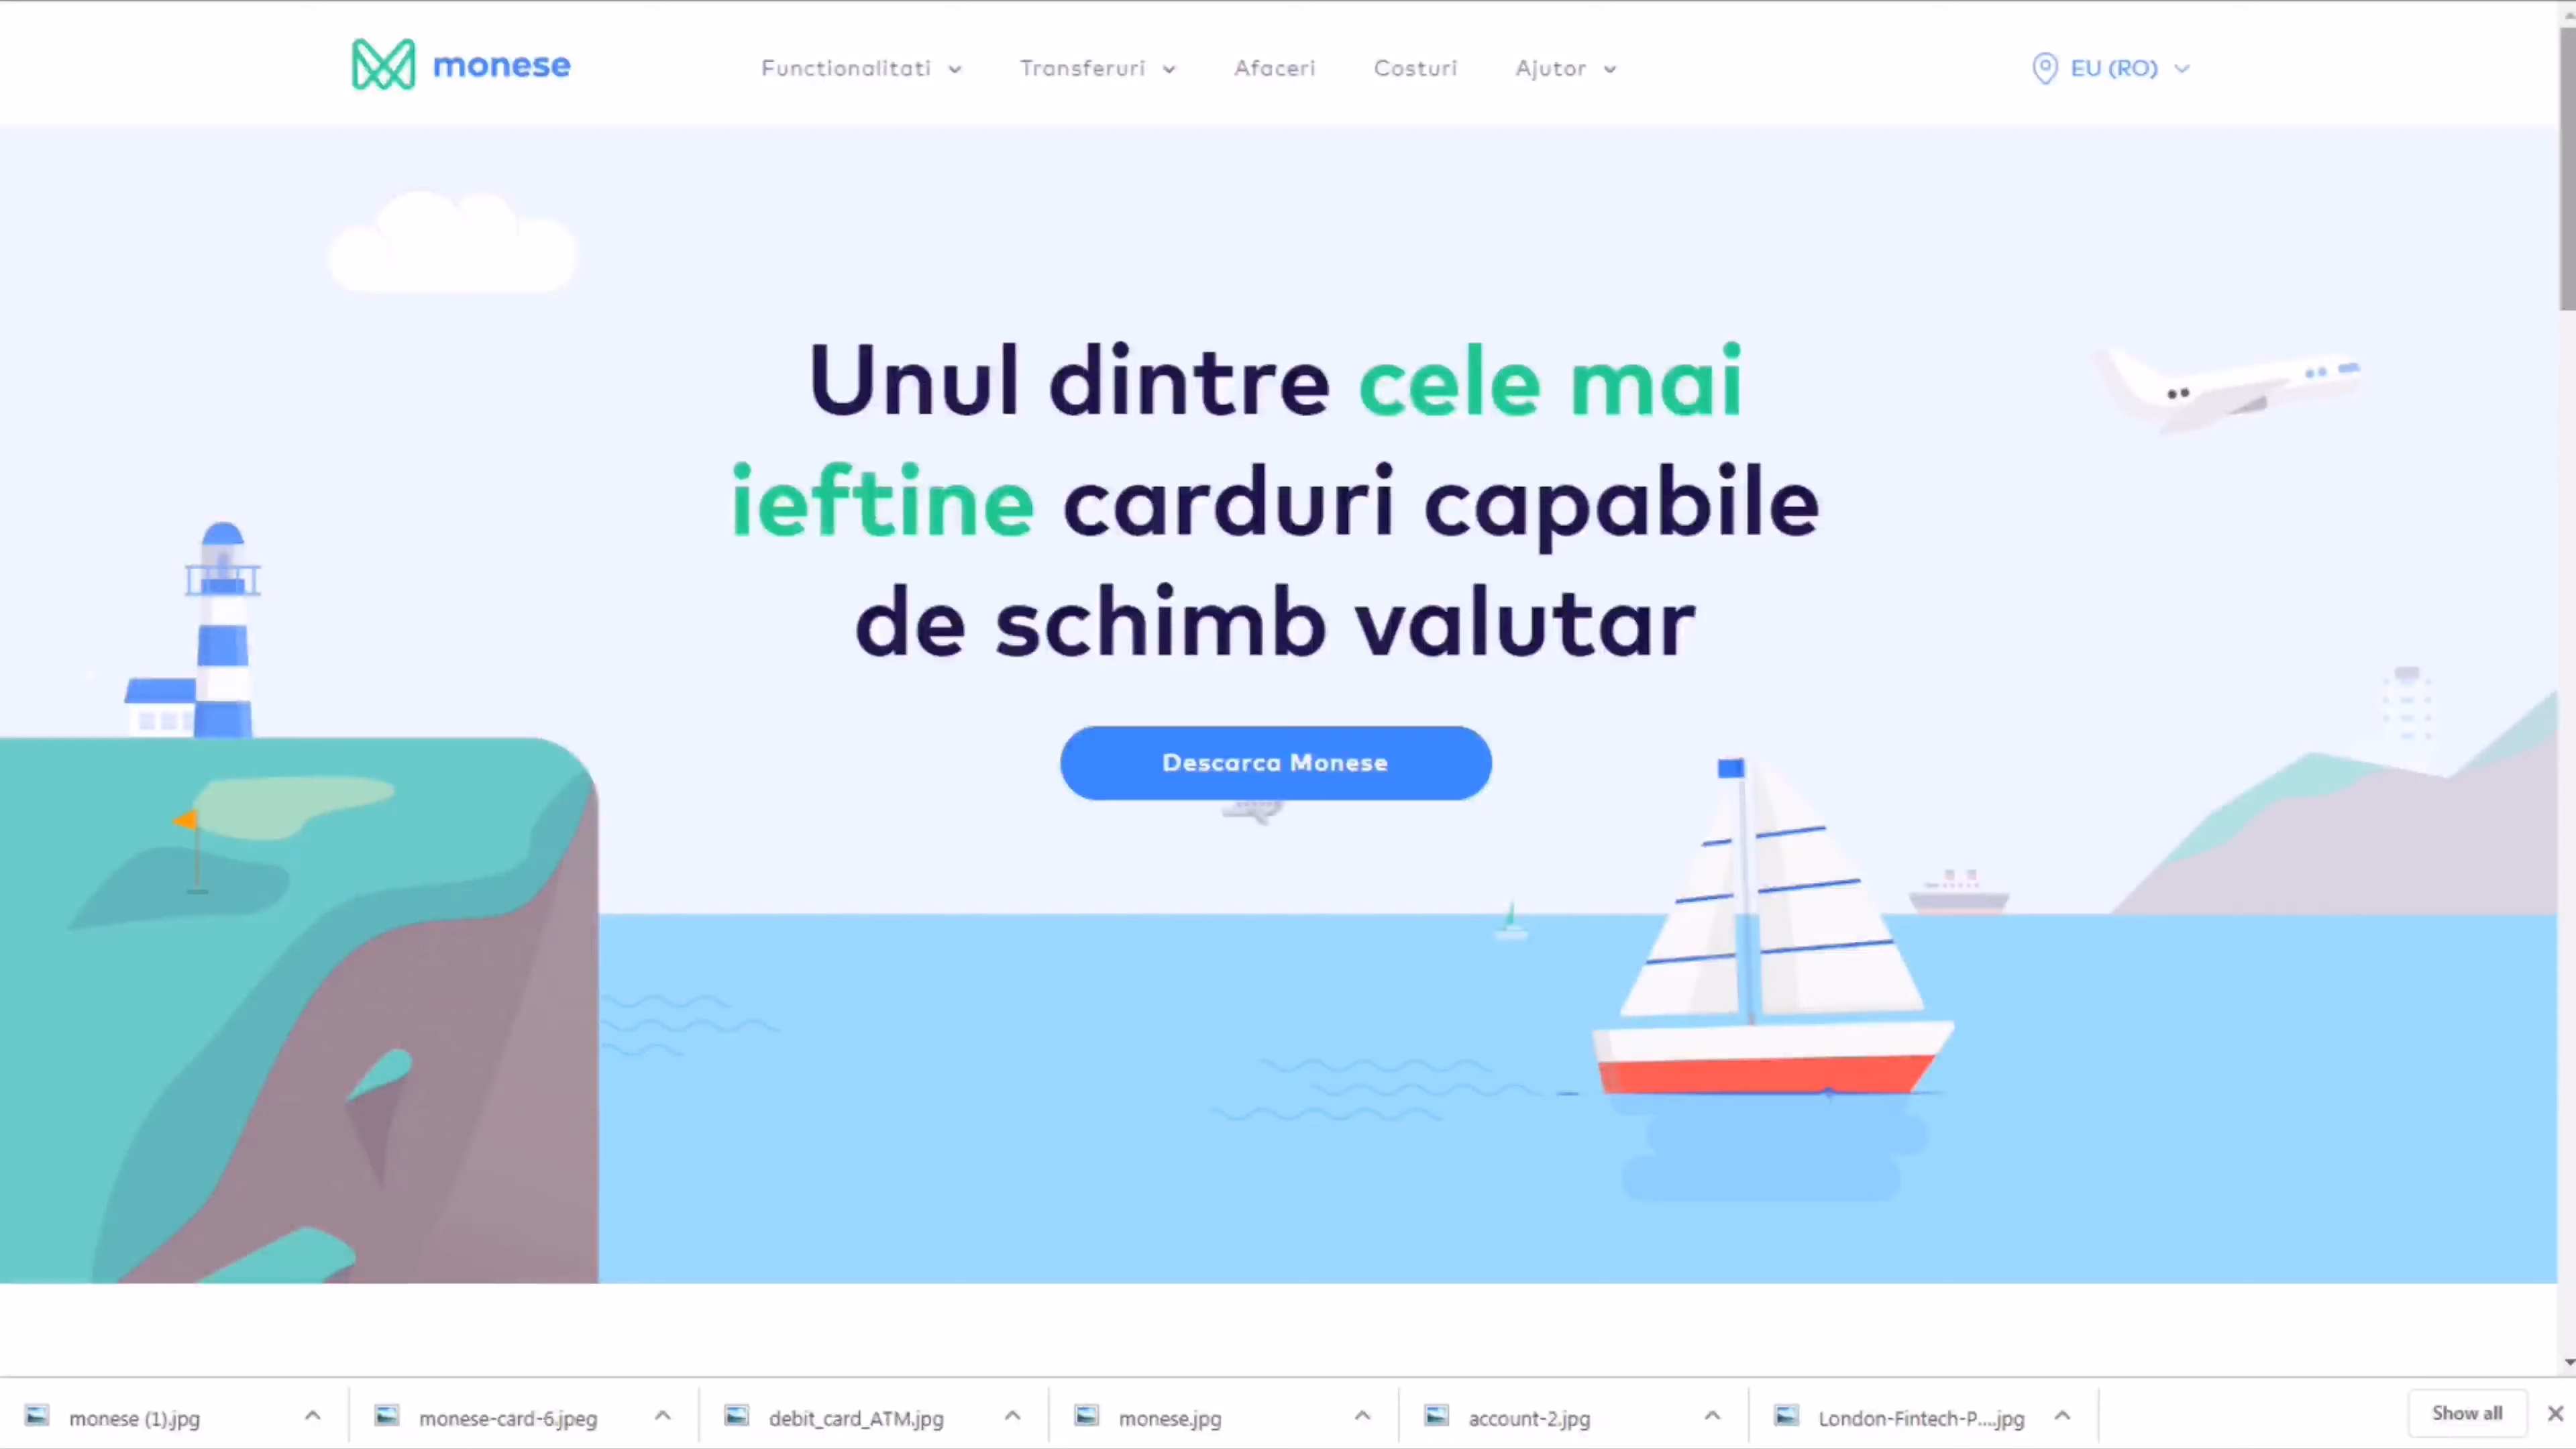 monese
Functionalitati
Transferuri
Afaceri
Costuri
Ajutor
EU (RO)
Unul dintre cele mai
ieftine carduri capabile
de schimb valutar
Descarca Monese
monese (1).jpg
monese-card-6.jpeg
debit_card_ATM.jpg
monese.jpg
account-2.jpg
London-Fintech-P....jpg
Show all